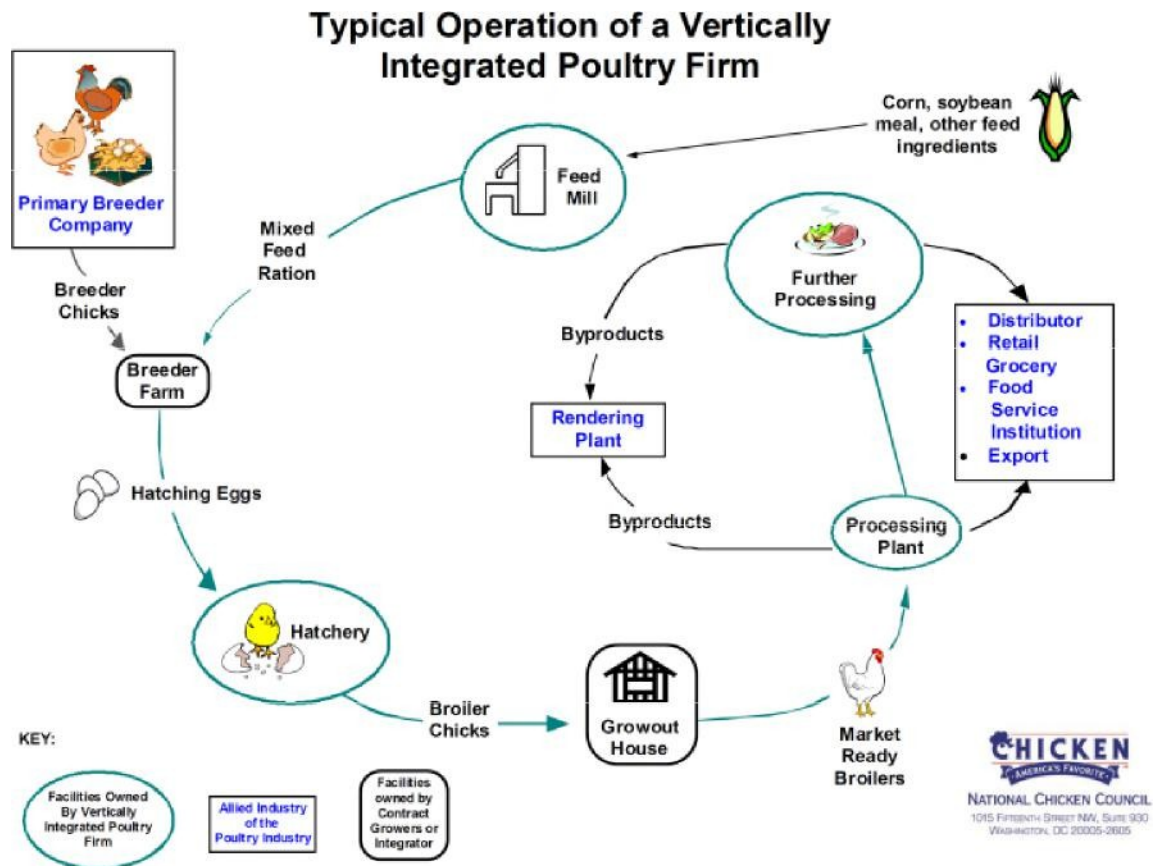 Typical Operation of a Vertically
Integrated Poultry Firm
Primary Breeder
Company
Breeder
Chicks
Mixed
Feed
Ration
Feed
Mill
Corn, soybean
meal, other feed
ingredients
Breeder
Farm
Hatching Eggs
Hatchery
Broiler
Chicks
Growout
House
Market
Ready
Broilers
Processing
Plant
Byproducts
Rendering
Plant
Byproducts
Further
Processing
• Distributor
• Retail
Grocery
• Food
Service
Institution
• Export
KEY:
Facilities Owned
By Vertically
Integrated Poultry
Firm
Allied Industry
of the
Poultry Industry
Facilities
owned by
Contract
Growers or
Integrator
CHICKEN
AMERICA'S FAVORITE
NATIONAL CHICKEN COUNCIL
1015 FIFTEENTH STREET NW, SUITE 930
WASHINGTON, DC 20005-2605